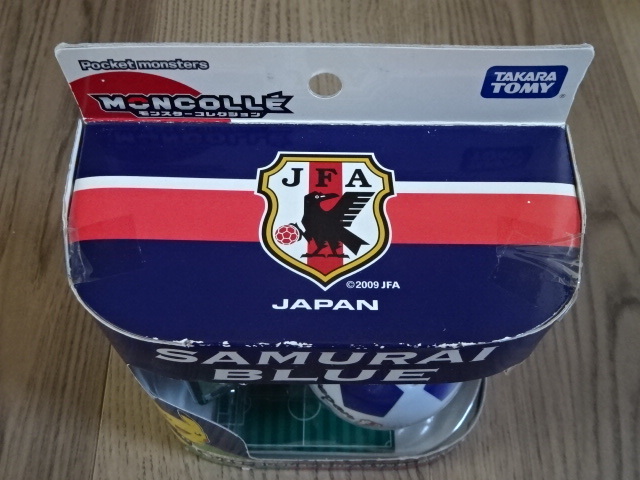 Pocket monsters
MONCOLLÉ
モンスターコレクション
TAKARA
TOMY
JFA
©2009 JFA
JAPAN
SAMURAI
BLUE